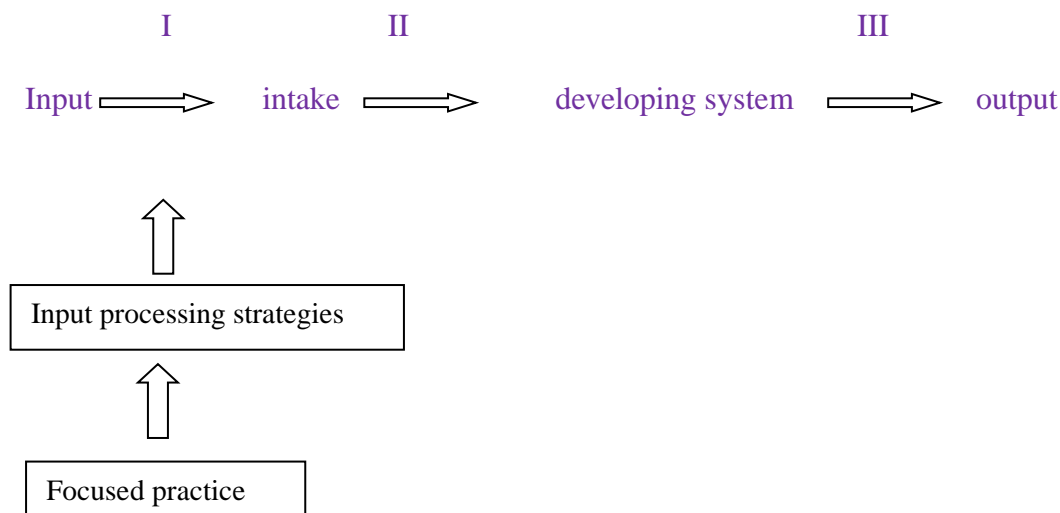 I II III
Input intake developing system output
Input processing strategies
Focused practice